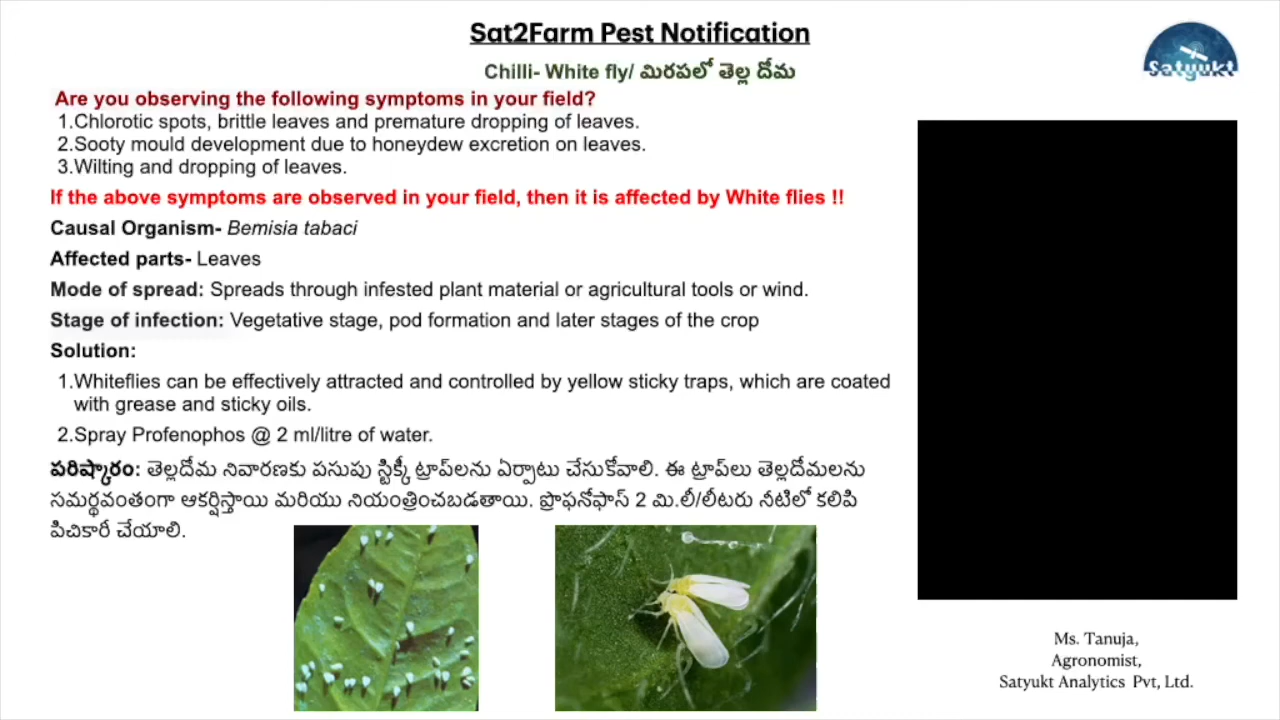 Sat2Farm Pest Notification
Chilli- White fly/ మిరపలో తెల్ల దోమ
Satyukt
Are you observing the following symptoms in your field?
1.Chlorotic spots, brittle leaves and premature dropping of leaves.
2.Sooty mould development due to honeydew excretion on leaves.
3.Wilting and dropping of leaves.
If the above symptoms are observed in your field, then it is affected by White flies !!
Causal Organism- Bemisia tabaci
Affected parts- Leaves
Mode of spread: Spreads through infested plant material or agricultural tools or wind.
Stage of infection: Vegetative stage, pod formation and later stages of the crop
Solution:
1.Whiteflies can be effectively attracted and controlled by yellow sticky traps, which are coated
with grease and sticky oils.
2.Spray Profenophos @ 2 ml/litre of water.
పరిష్కారం: తెల్లదోమ నివారణకు పసుపు స్టిక్కీ ట్రాప్‌లను ఏర్పాటు చేసుకోవాలి. ఈ ట్రాప్‌లు తెల్లదోమలను
సమర్థవంతంగా ఆకర్షిస్తాయి మరియు నియంత్రించబడతాయి. ప్రొఫనోఫాస్ 2 మి.లీ/లీటరు నీటిలో కలిపి
పిచికారీ చేయాలి.
Ms. Tanuja,
Agronomist,
Satyukt Analytics Pvt, Ltd.